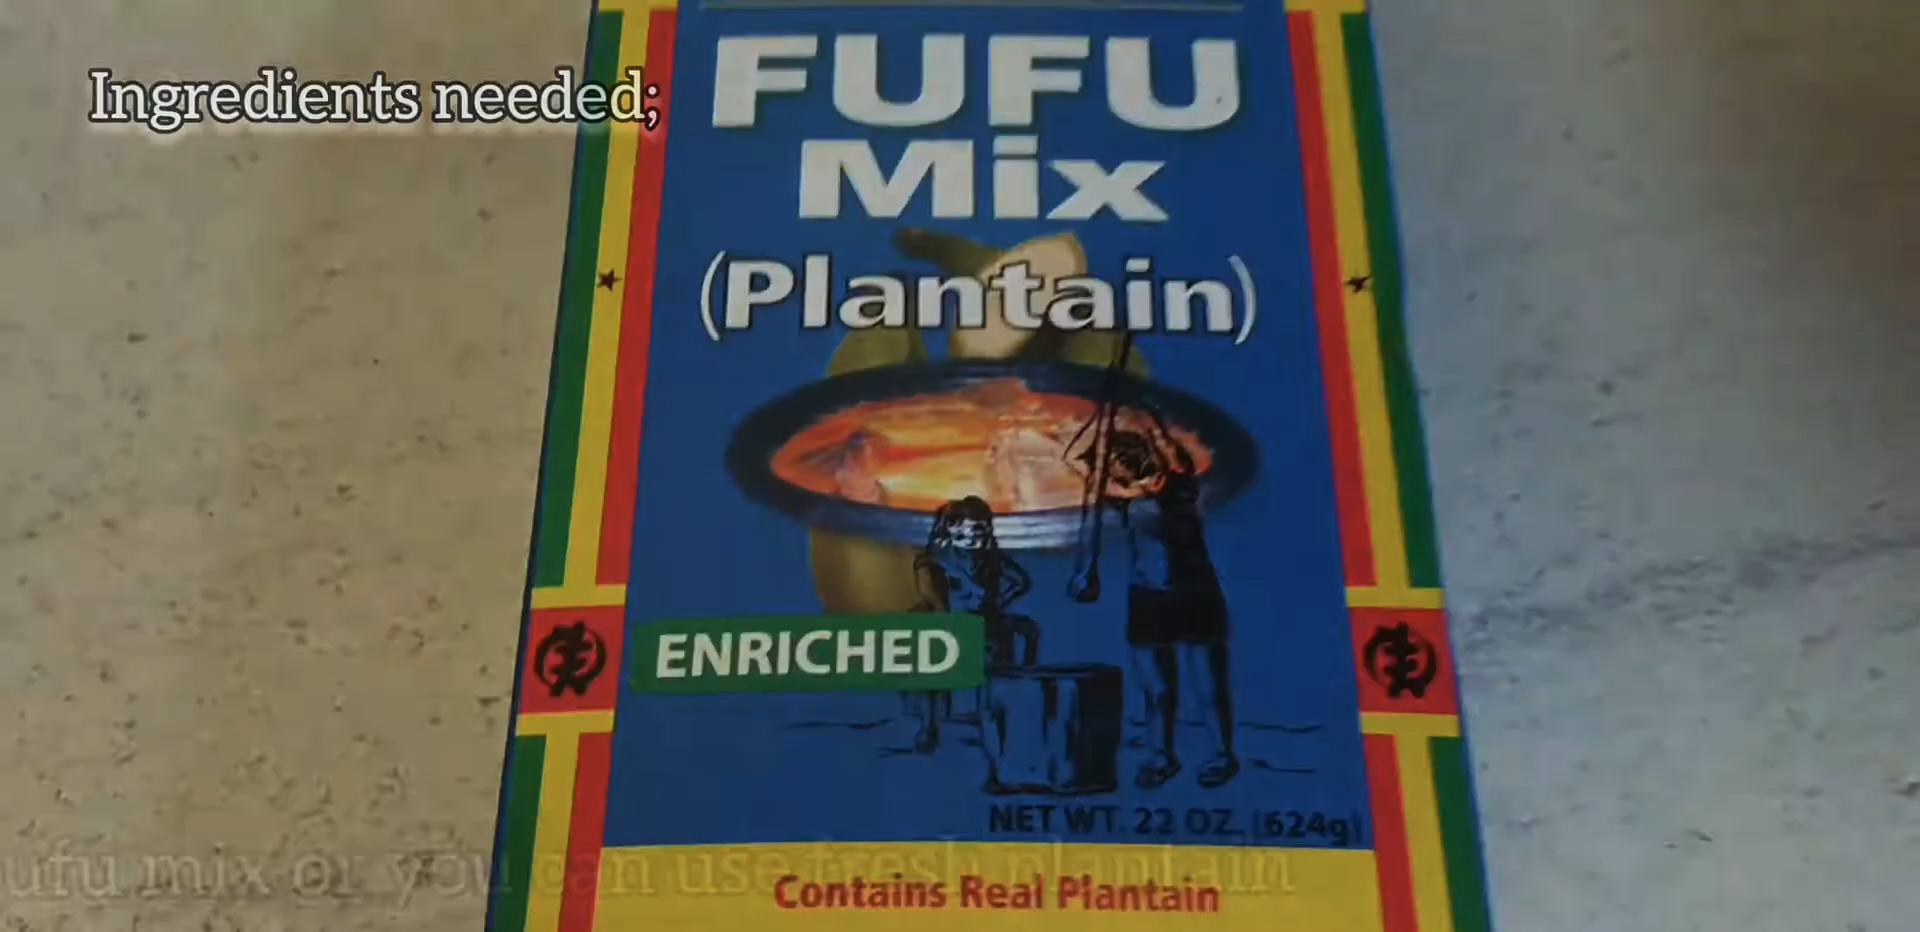 Ingredients needed;
FUFU
Mix
(Plantain)
ENRICHED
NET WT. 22 OZ. (624g)
ufu mix or you can use fresh plantain
Contains Real Plantain